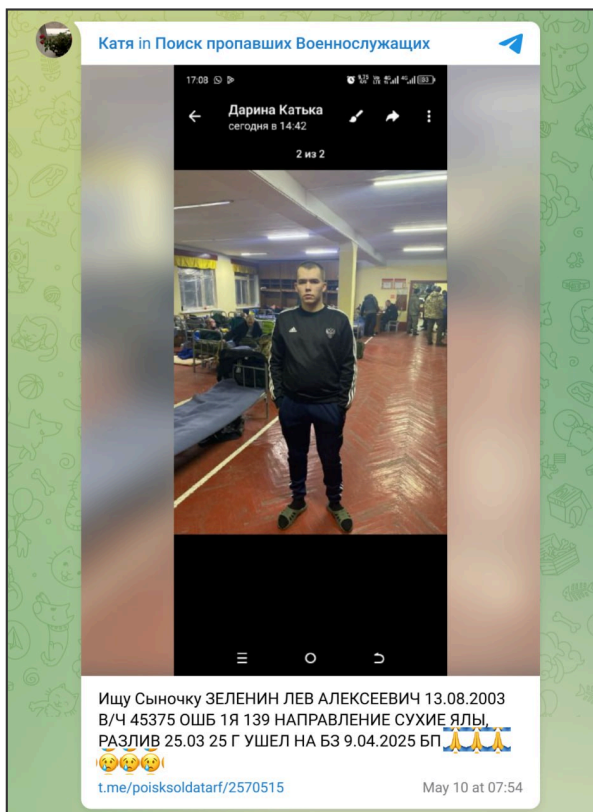 Катя in Поиск пропавших Военнослужащих
17:08
Дарина Катька
сегодня в 14:42
2 из 2
Ищу Сыночку ЗЕЛЕНИН ЛЕВ АЛЕКСЕЕВИЧ 13.08.2003
В/Ч 45375 ОШБ 1Я 139 НАПРАВЛЕНИЕ СУХИЕ ЯЛЫ,
РАЗЛИВ 25.03 25 Г УШЕЛ НА БЗ 9.04.2025 БП🙏🙏🙏
😢😢😢
t.me/poisksoldatarf/2570515
May 10 at 07:54